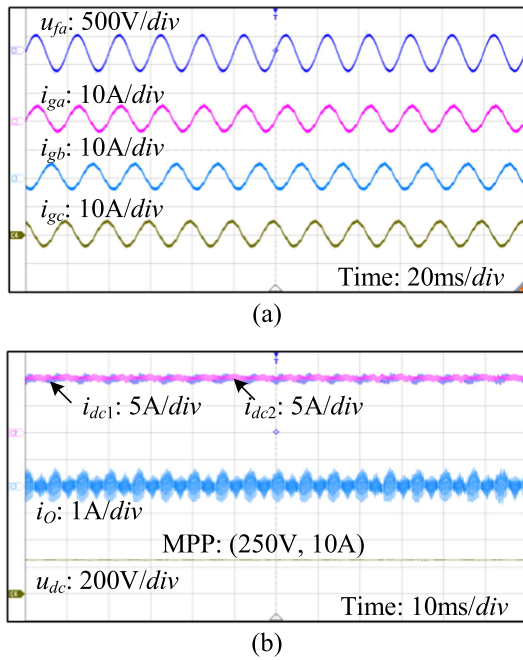 u_fa: 500V/div
i_ga: 10A/div
i_gb: 10A/div
i_gc: 10A/div
Time: 20ms/div
(a)
i_dc1: 5A/div i_dc2: 5A/div
i_O: 1A/div
MPP: (250V, 10A)
u_dc: 200V/div
Time: 10ms/div
(b)